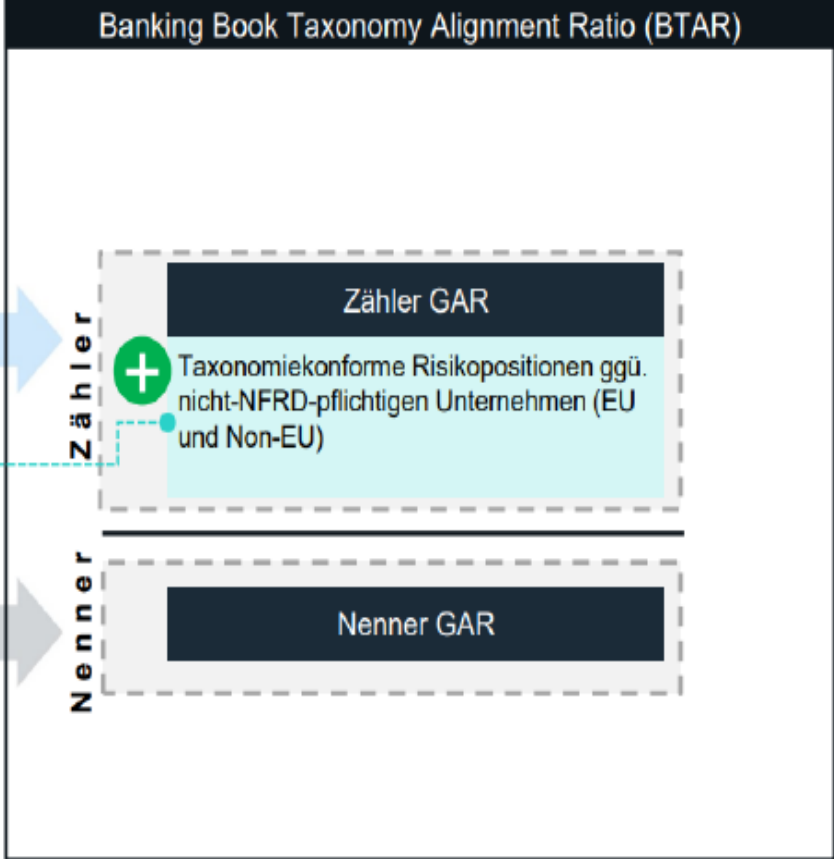 Banking Book Taxonomy Alignment Ratio (BTAR)
Zähler
Zähler GAR
Taxonomiekonforme Risikopositionen ggü.
nicht-NFRD-pflichtigen Unternehmen (EU
und Non-EU)
Nenner
Nenner GAR